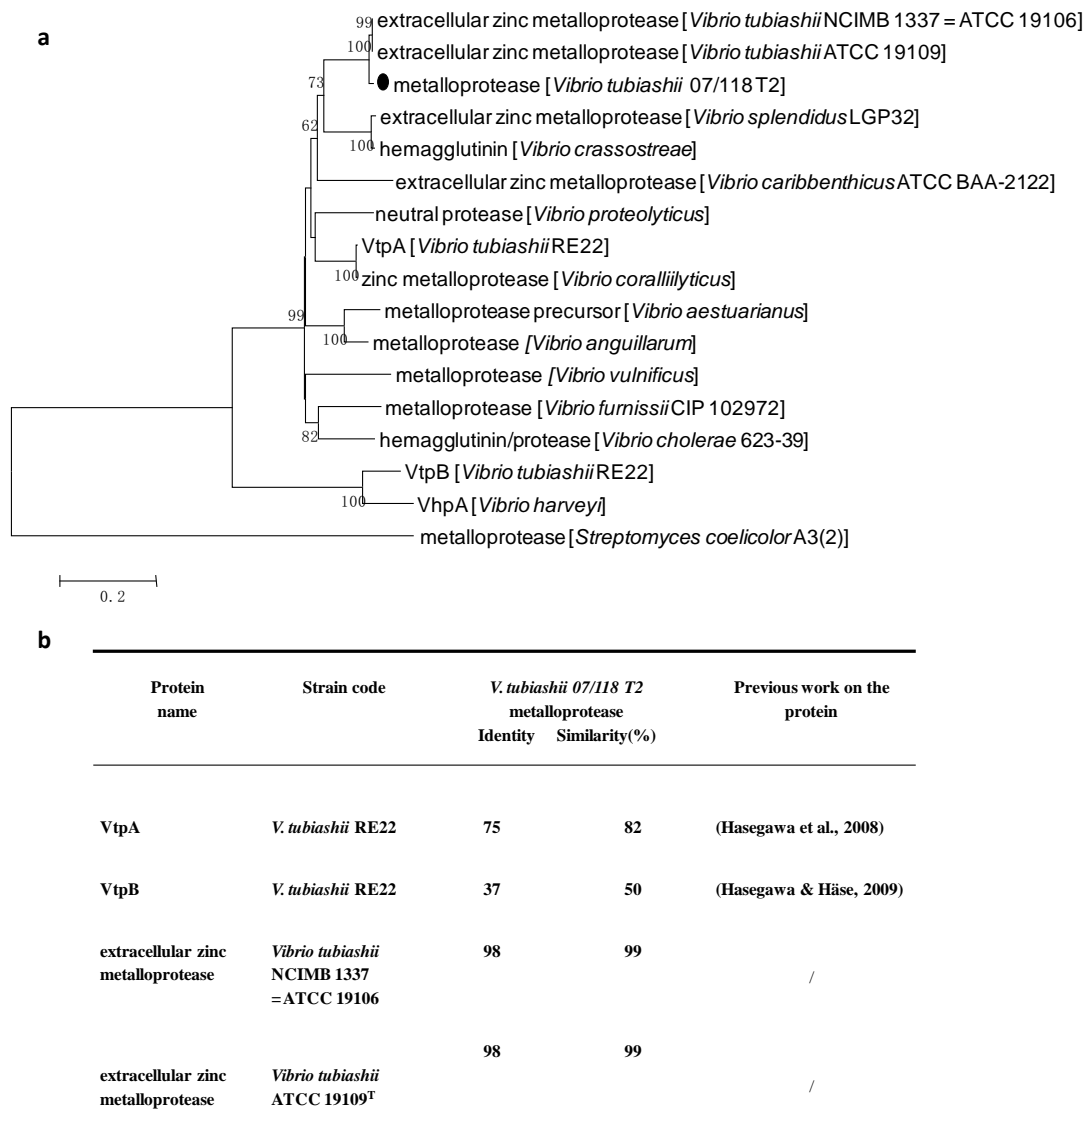 a
99
extracellular zinc metalloprotease [Vibrio tubiashii NCIMB 1337 = ATCC 19106]
100
extracellular zinc metalloprotease [Vibrio tubiashii ATCC 19109]
73
metalloprotease [Vibrio tubiashii 07/118 T2]
extracellular zinc metalloprotease [Vibrio splendidus LGP32]
62
100
hemagglutinin [Vibrio crassostreae]
extracellular zinc metalloprotease [Vibrio caribbenthicus ATCC BAA-2122]
neutral protease [Vibrio proteolyticus]
VtpA [Vibrio tubiashii RE22]
100
zinc metalloprotease [Vibrio coralliilyticus]
metalloprotease precursor [Vibrio aestuarianus]
99
100
metalloprotease [Vibrio anguillarum]
metalloprotease [Vibrio vulnificus]
metalloprotease [Vibrio furnissii CIP 102972]
82
hemagglutinin/protease [Vibrio cholerae 623-39]
VtpB [Vibrio tubiashii RE22]
100
VhpA [Vibrio harveyi]
metalloprotease [Streptomyces coelicolor A3(2)]
0.2
b
Protein name
Strain code
V. tubiashii 07/118 T2
metalloprotease
Identity Similarity(%)
Previous work on the
protein
VtpA V. tubiashii RE22 75 82 (Hasegawa et al., 2008)
VtpB V. tubiashii RE22 37 50 (Hasegawa & Häse, 2009)
extracellular zinc Vibrio tubiashii 98 99
metalloprotease NCIMB 1337 /
= ATCC 19106
98 99
extracellular zinc Vibrio tubiashii
metalloprotease ATCC 19109T /